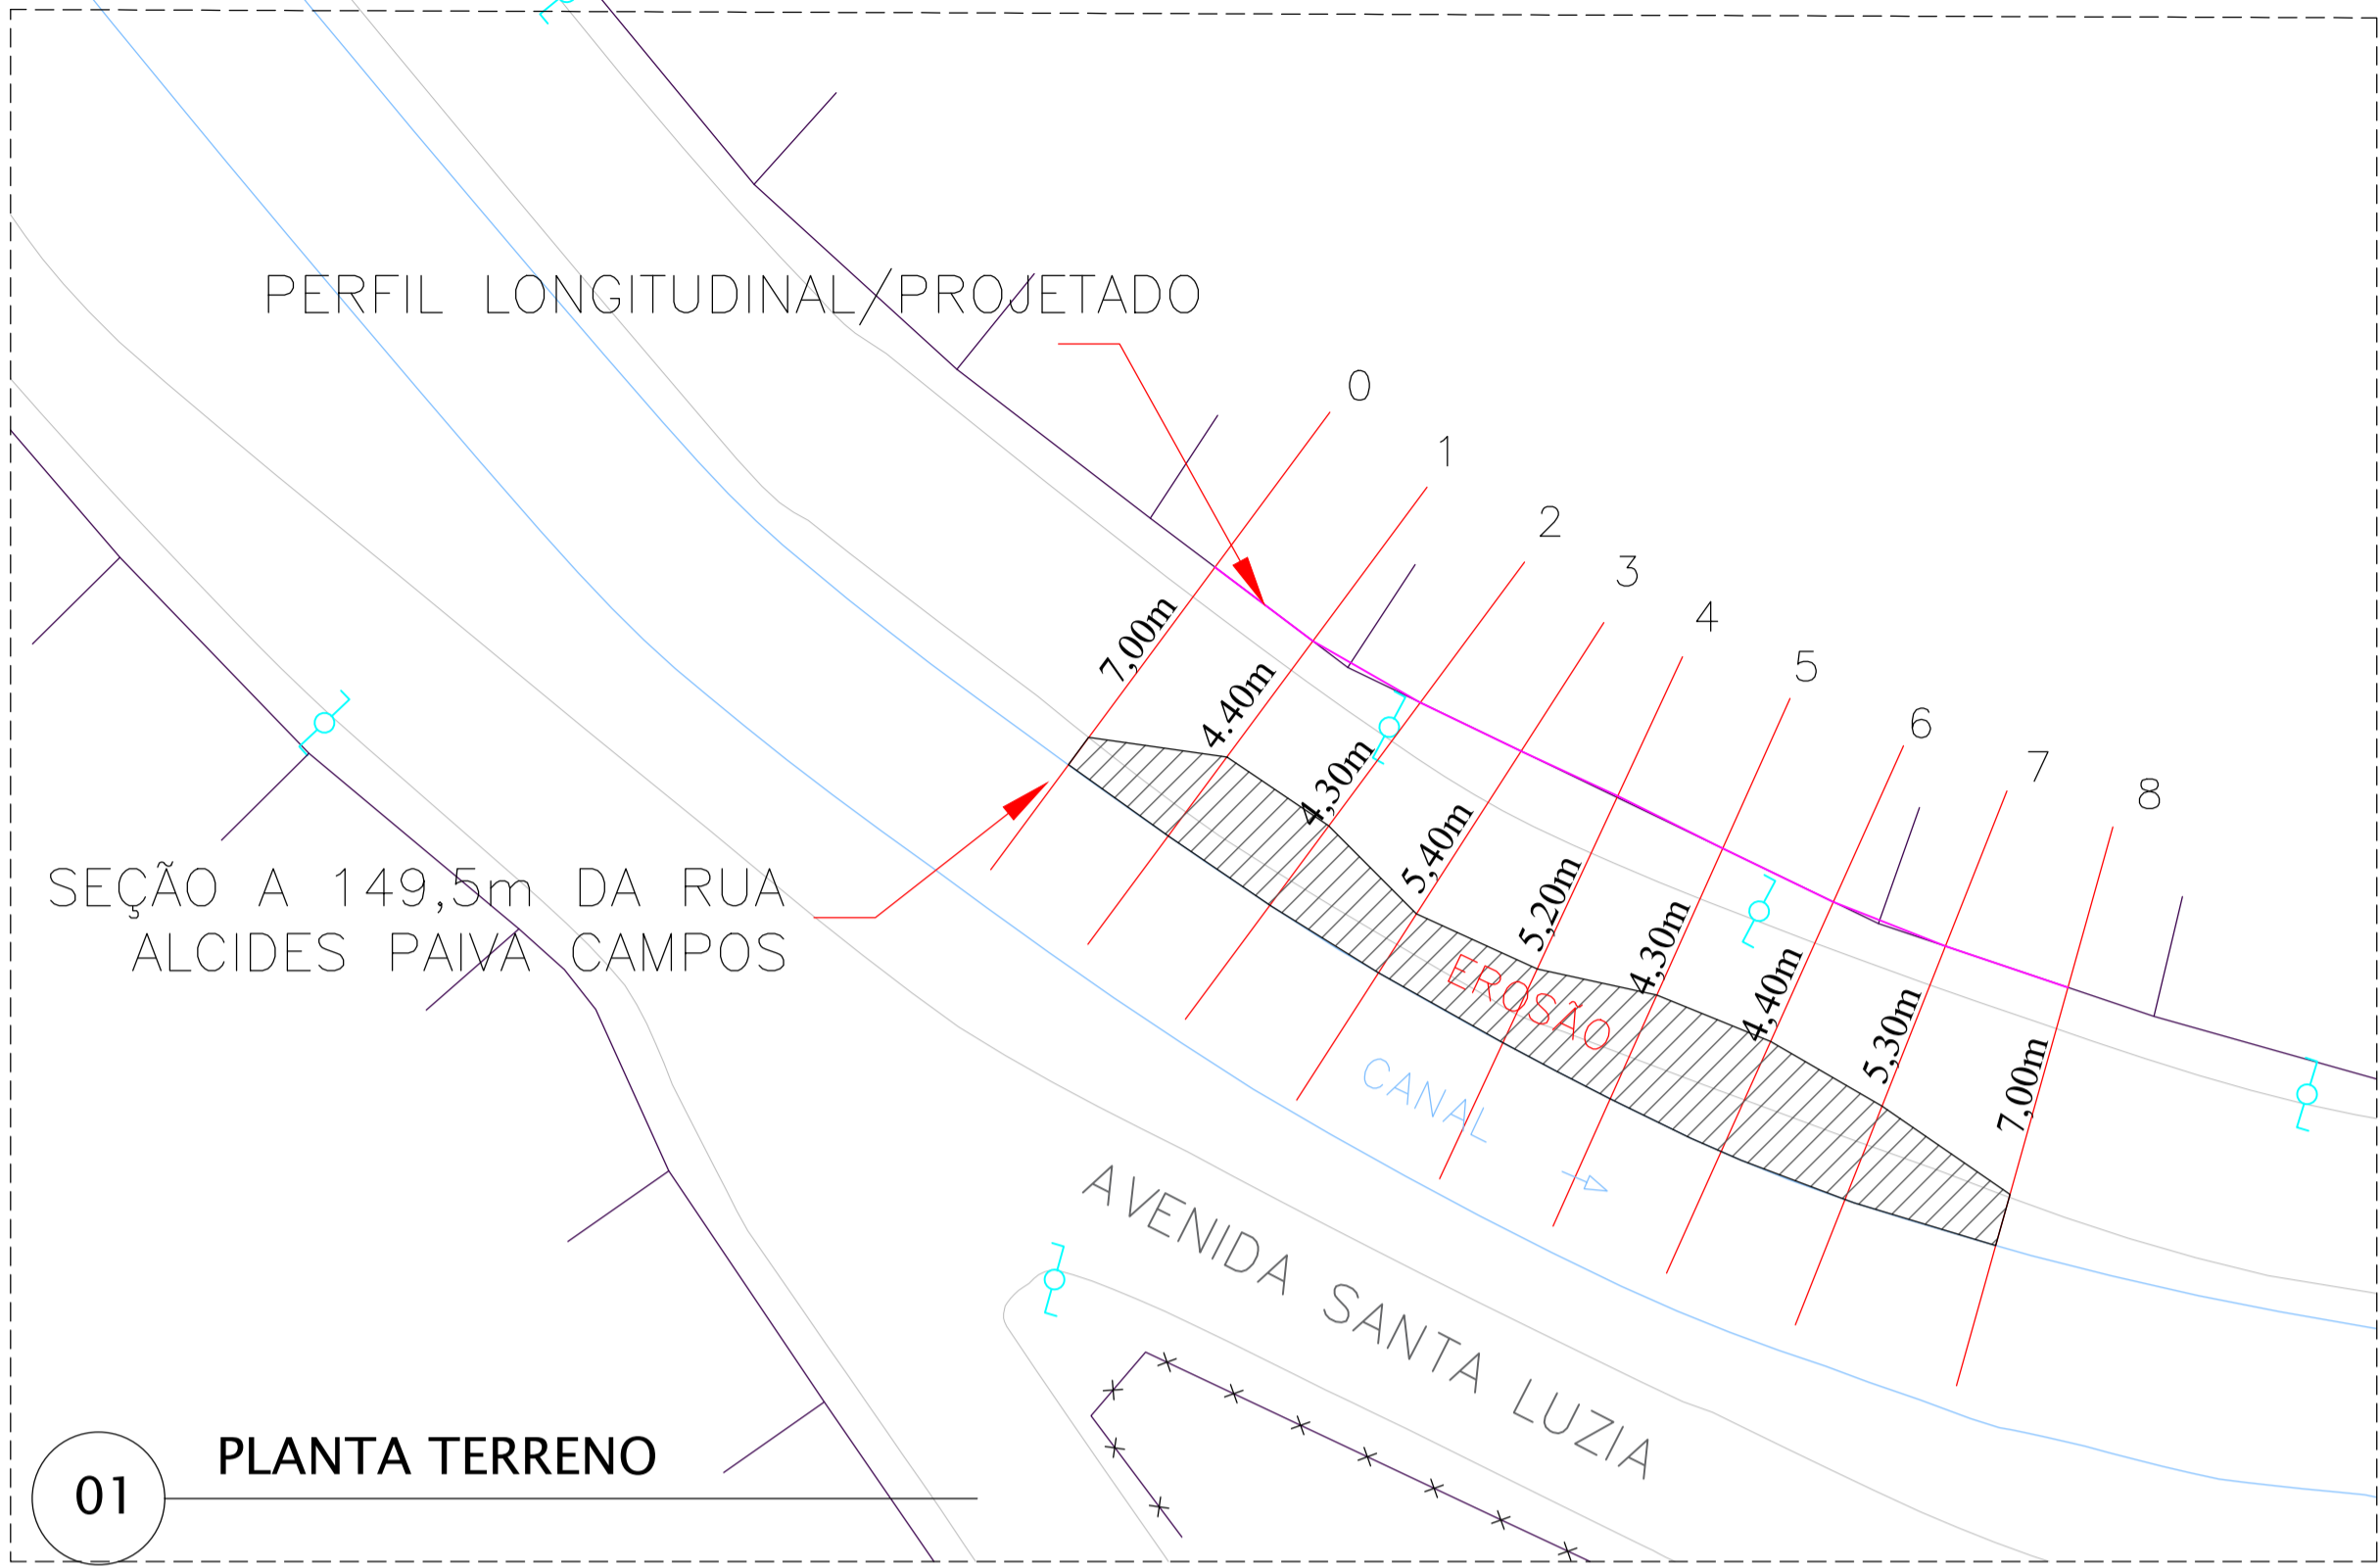 PERFIL LONGITUDINAL/PROJETADO
0
1
2
3
4
5
6
7
8
7,00m
4.40m
4,30m
5,40m
5,20m
4,30m
4,40m
5,30m
7,00m
SEÇÃO A 149,5m DA RUA
ALCIDES PAIVA CAMPOS
EROSÃO
CANAL
AVENIDA SANTA LUZIA
01
PLANTA TERRENO